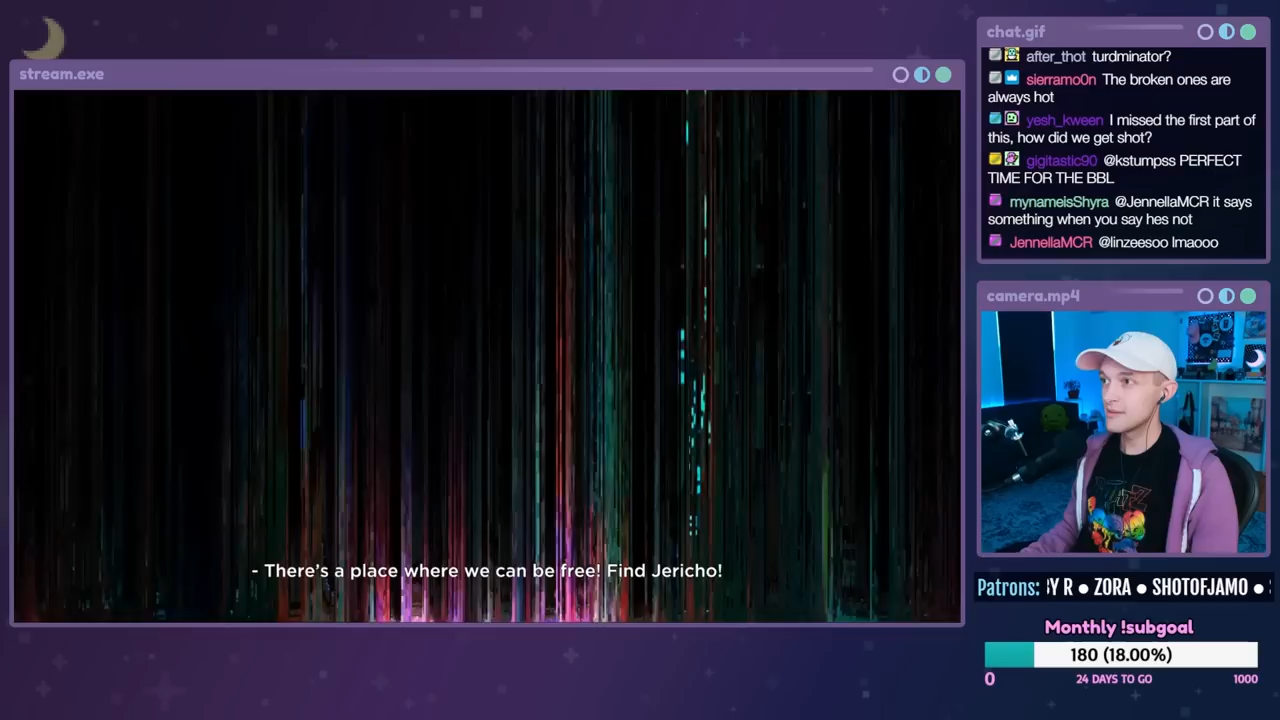 stream.exe
- There's a place where we can be free! Find Jericho!
chat.gif
after_thot turdminator?
sierramo0n The broken ones are
always hot
yesh_kween I missed the first part of
this, how did we get shot?
gigitastic90 @kstumpss PERFECT
TIME FOR THE BBL
mynameisShyra @JennellaMCR it says
something when you say hes not
JennellaMCR @linzeesoo lmaooo
camera.mp4
Patrons: Y R ● ZORA ● SHOTOFJAMO ●
Monthly !subgoal
180 (18.00%)
0 24 DAYS TO GO 1000